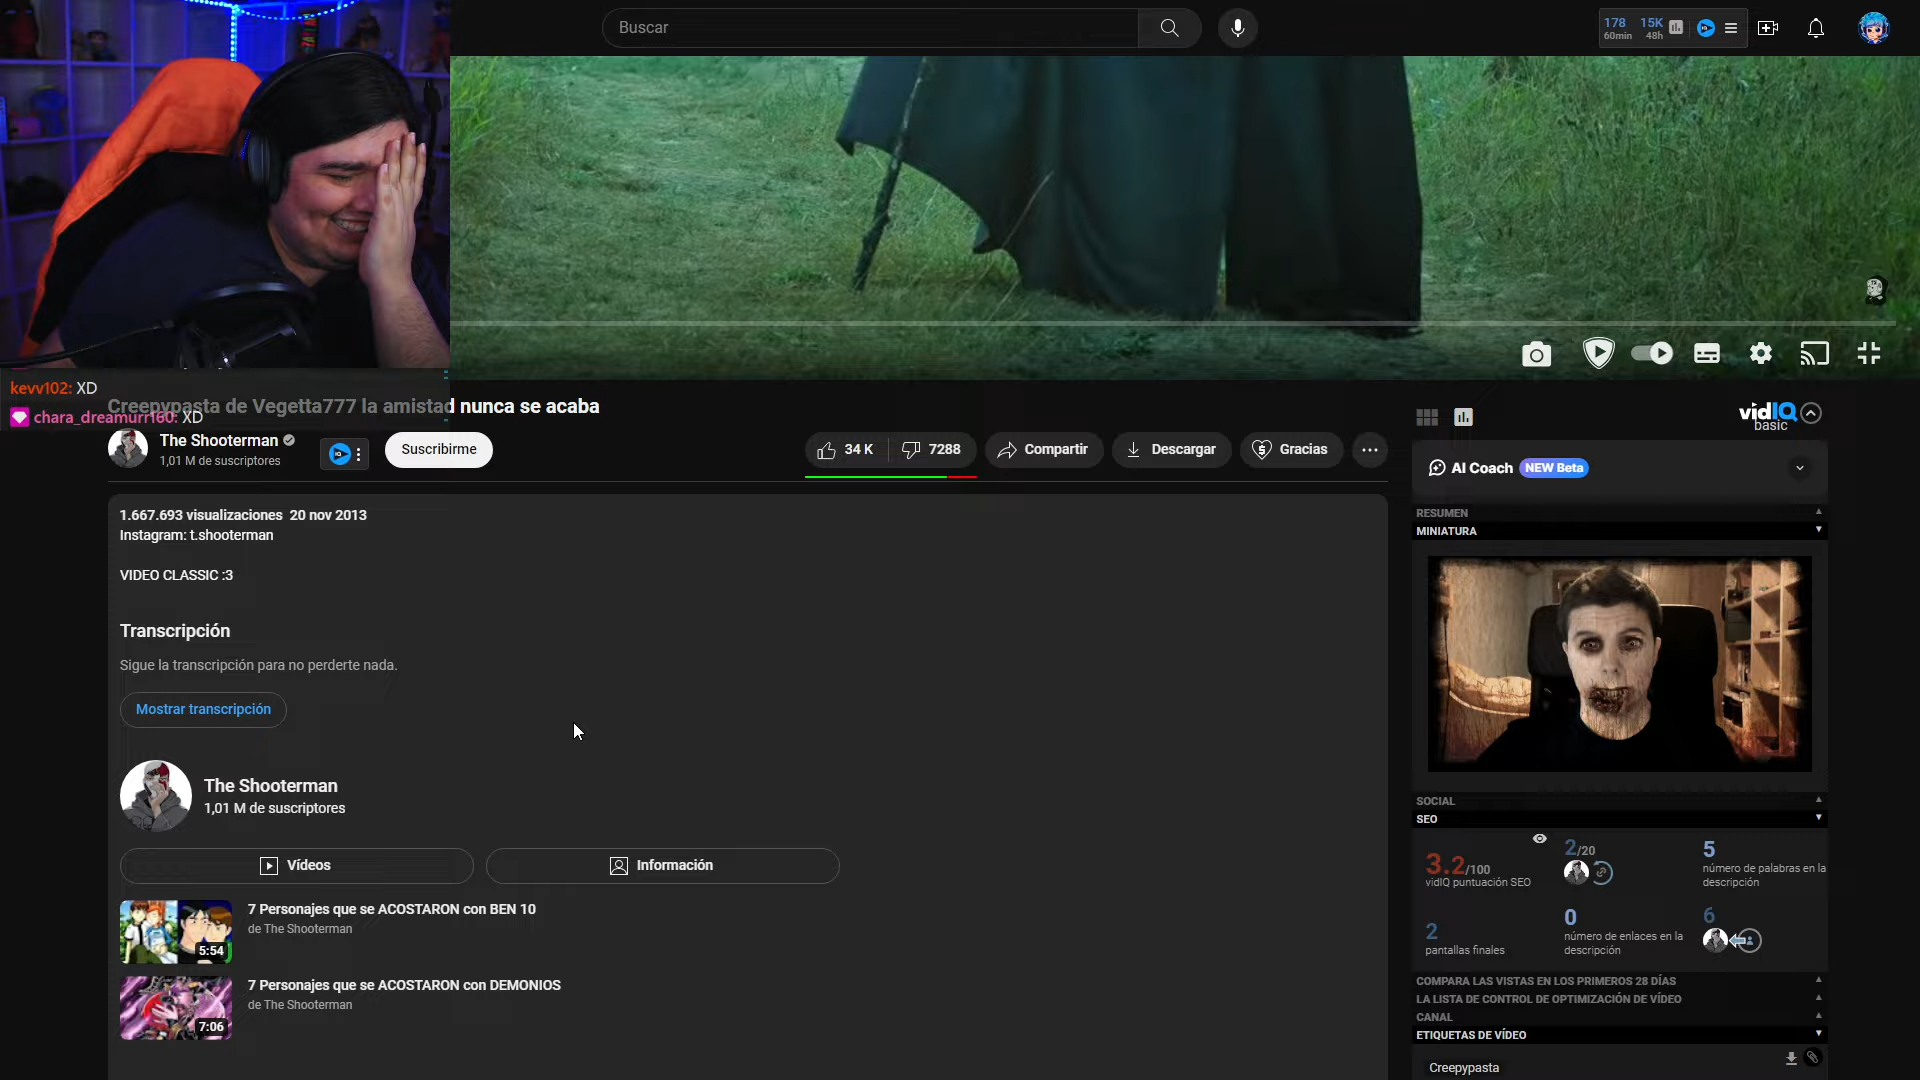 Buscar
178
60min
15K
48h
kevv102: XD
chara_dreamurr160: XD
Creepypasta de Vegetta777 la amistad nunca se acaba
The Shooterman
1,01 M de suscriptores
Suscribirme
34 K
7288
Compartir
Descargar
Gracias
1.667.693 visualizaciones 20 nov 2013
Instagram: t.shooterman
VIDEO CLASSIC :3
Transcripción
Sigue la transcripción para no perderte nada.
Mostrar transcripción
The Shooterman
1,01 M de suscriptores
Vídeos
Información
7 Personajes que se ACOSTARON con BEN 10
de The Shooterman
5:54
7 Personajes que se ACOSTARON con DEMONIOS
de The Shooterman
7:06
vidIQ
basic
AI Coach NEW Beta
RESUMEN
MINIATURA
SOCIAL
SEO
3.2/100
vidIQ puntuación SEO
2/20
5
número de palabras en la
descripción
2
pantallas finales
0
número de enlaces en la
descripción
6
COMPARA LAS VISTAS EN LOS PRIMEROS 28 DÍAS
LA LISTA DE CONTROL DE OPTIMIZACIÓN DE VÍDEO
CANAL
ETIQUETAS DE VÍDEO
Creepypasta